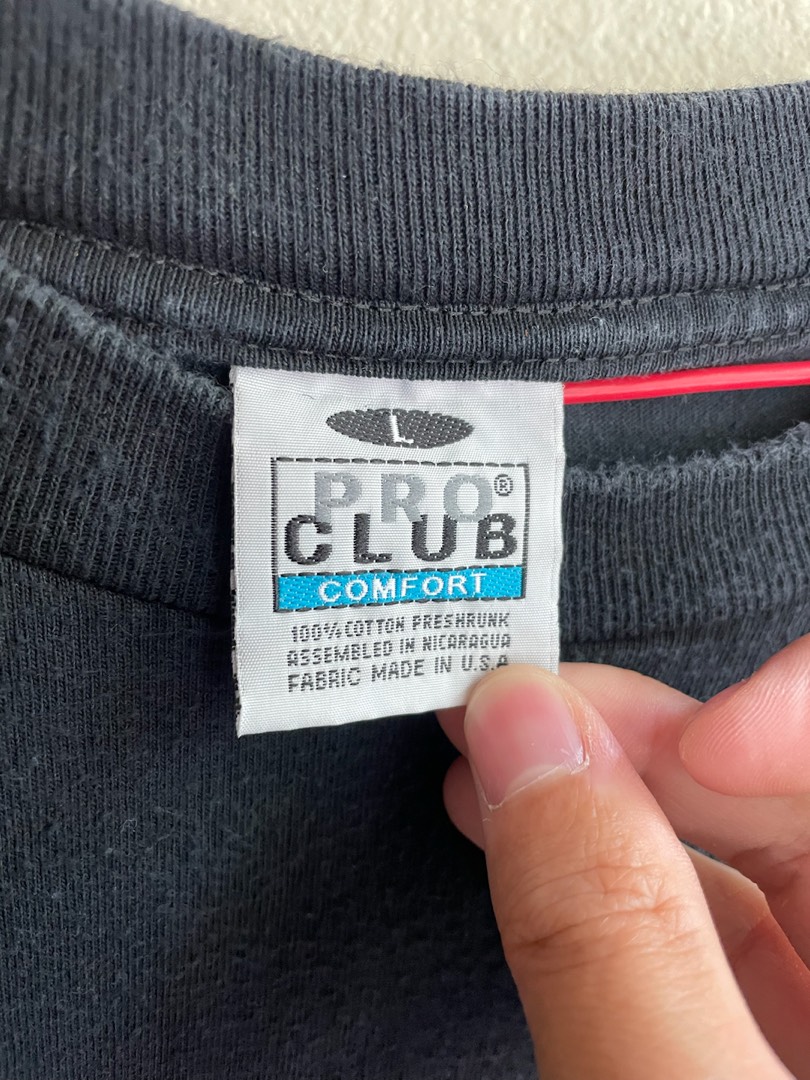 L
PRO®
CLUB
COMFORT
100% COTTON PRESHRUNK
ASSEMBLED IN NICARAGUA
FABRIC MADE IN U.S.A